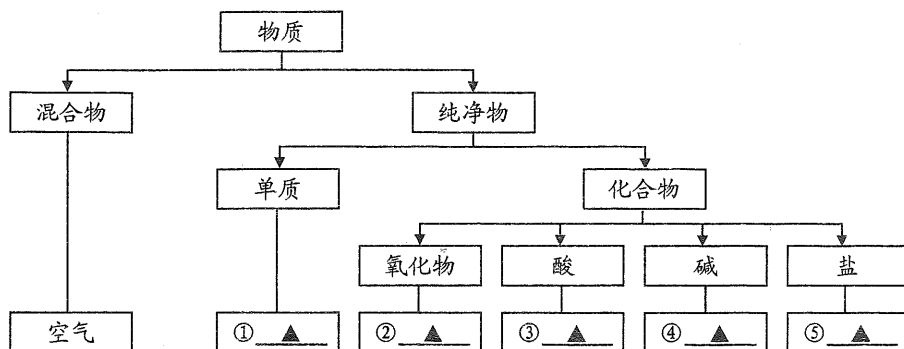 物质
混合物 纯净物
单质 化合物
氧化物 酸 碱 盐
空气 ① ▲ ② ▲ ③ ▲ ④ ▲ ⑤ ▲